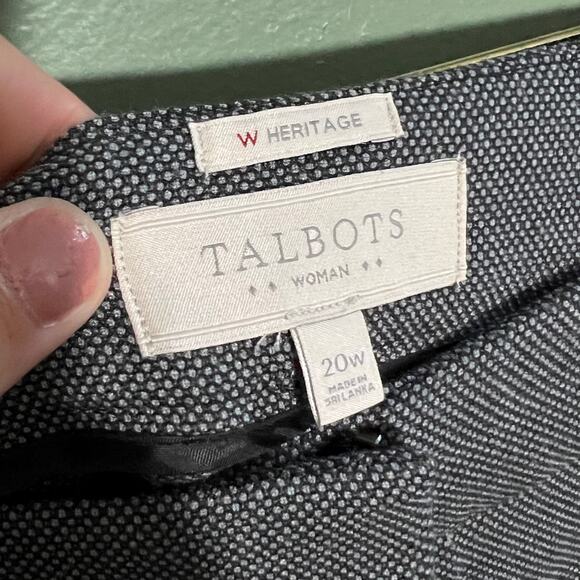 W HERITAGE
TALBOTS
WOMAN
20W
MADE IN
SRI LANKA